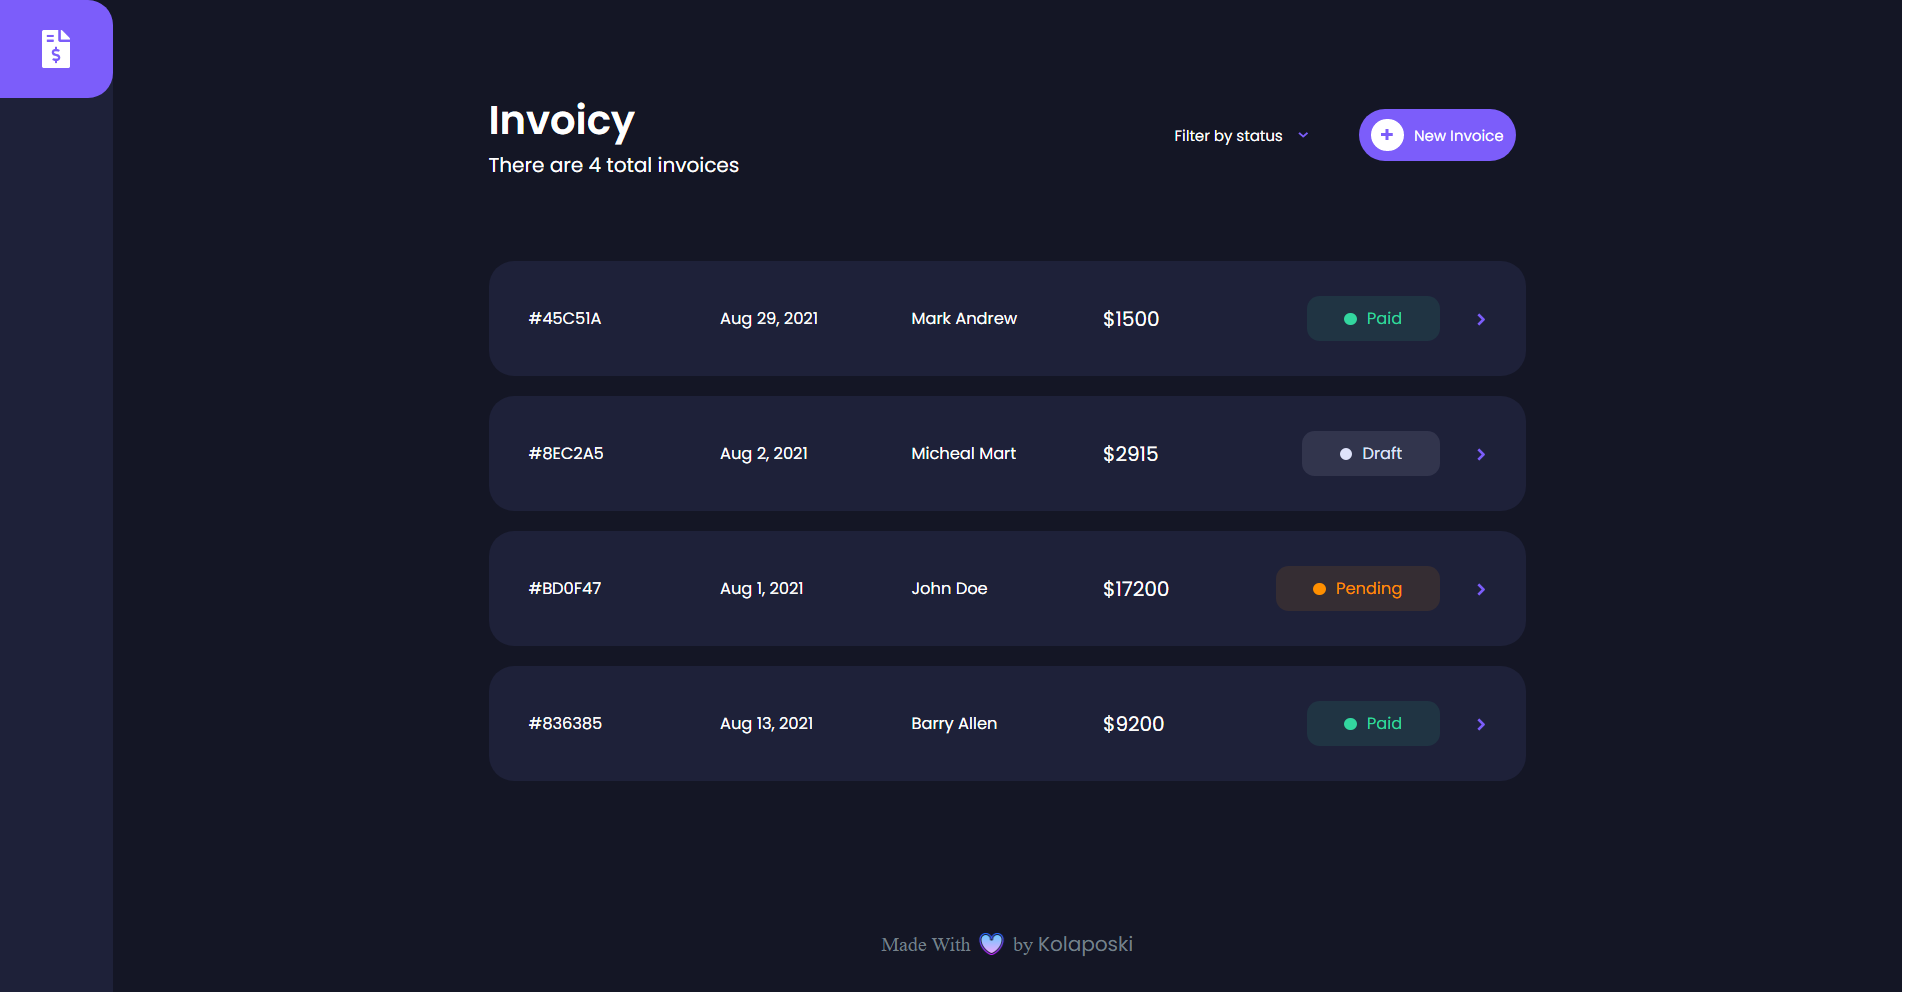 $
Invoicy
There are 4 total invoices
Filter by status
New Invoice
#45C51A Aug 29, 2021 Mark Andrew $1500 Paid
#8EC2A5 Aug 2, 2021 Micheal Mart $2915 Draft
#BD0F47 Aug 1, 2021 John Doe $17200 Pending
#836385 Aug 13, 2021 Barry Allen $9200 Paid
Made With 💜 by Kolaposki